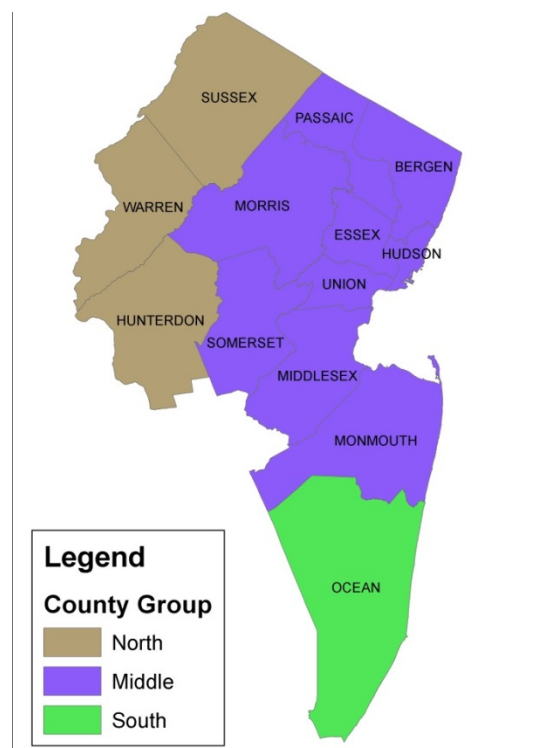 SUSSEX
PASSAIC
BERGEN
WARREN
MORRIS
ESSEX
HUDSON
UNION
HUNTERDON
SOMERSET
MIDDLESEX
MONMOUTH
OCEAN
Legend
County Group
North
Middle
South